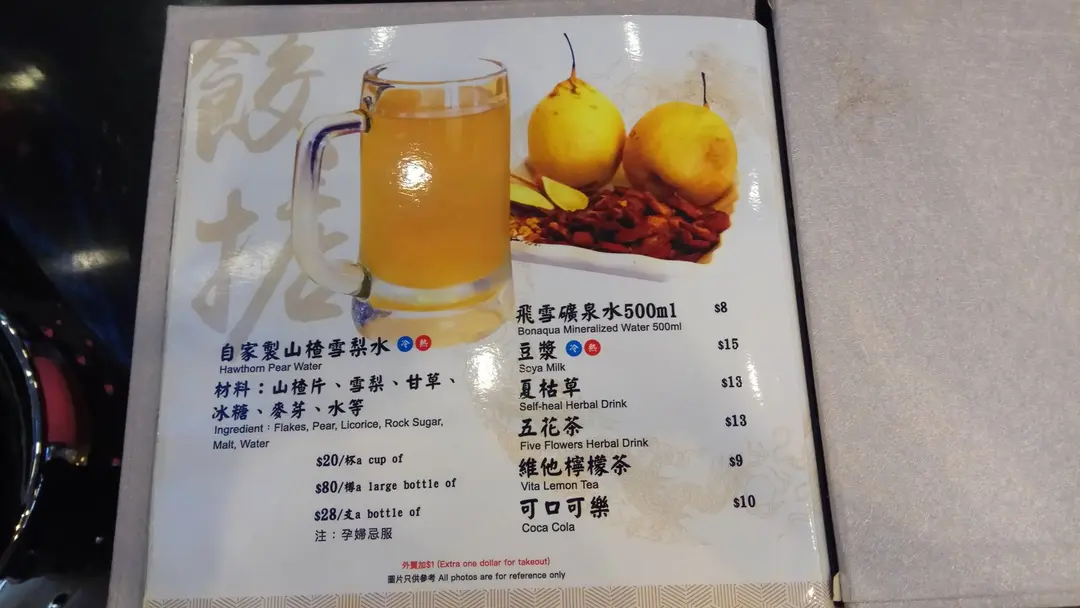 自家製山楂雪梨水 冷 熱
Hawthorn Pear Water
材料：山楂片、雪梨、甘草、
冰糖、麥芽、水等
Ingredient：Flakes, Pear, Licorice, Rock Sugar,
Malt, Water
$20/杯a cup of
$80/樽a large bottle of
$28/支a bottle of
注：孕婦忌服
飛雪礦泉水500ml $8
Bonaqua Mineralized Water 500ml
豆漿 冷 熱 $15
Soya Milk
夏枯草 $13
Self-heal Herbal Drink
五花茶 $13
Five Flowers Herbal Drink
維他檸檬茶 $9
Vita Lemon Tea
可口可樂 $10
Coca Cola
外賣加$1 (Extra one dollar for takeout)
圖片只供參考 All photos are for reference only